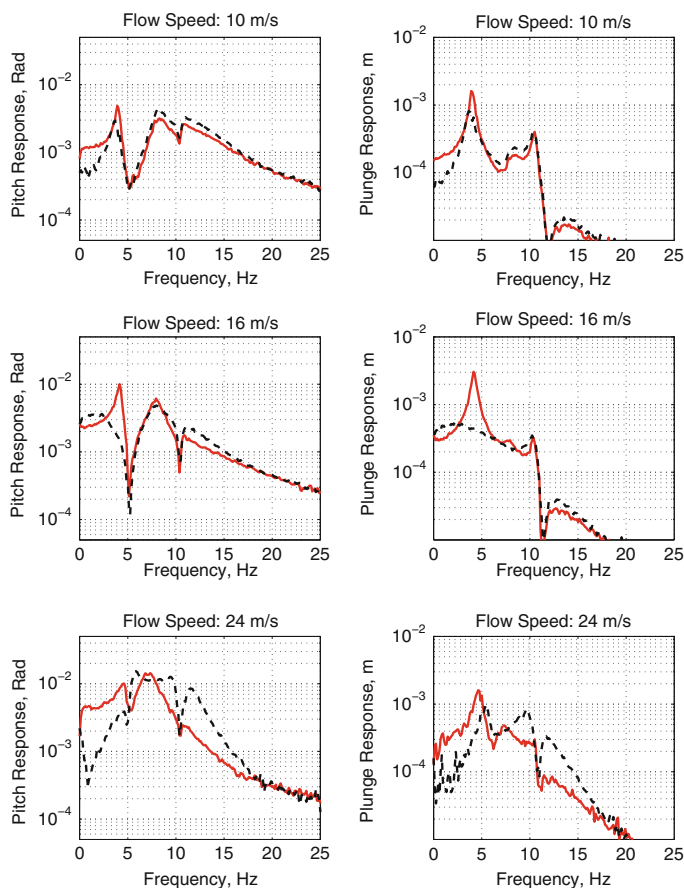 Flow Speed: 10 m/s
Pitch Response, Rad
10⁻²
10⁻³
10⁻⁴
0 5 10 15 20 25
Frequency, Hz
Flow Speed: 10 m/s
Plunge Response, m
10⁻²
10⁻³
10⁻⁴
0 5 10 15 20 25
Frequency, Hz
Flow Speed: 16 m/s
Pitch Response, Rad
10⁻²
10⁻³
10⁻⁴
0 5 10 15 20 25
Frequency, Hz
Flow Speed: 16 m/s
Plunge Response, m
10⁻²
10⁻³
10⁻⁴
0 5 10 15 20 25
Frequency, Hz
Flow Speed: 24 m/s
Pitch Response, Rad
10⁻²
10⁻³
10⁻⁴
0 5 10 15 20 25
Frequency, Hz
Flow Speed: 24 m/s
Plunge Response, m
10⁻²
10⁻³
10⁻⁴
0 5 10 15 20 25
Frequency, Hz